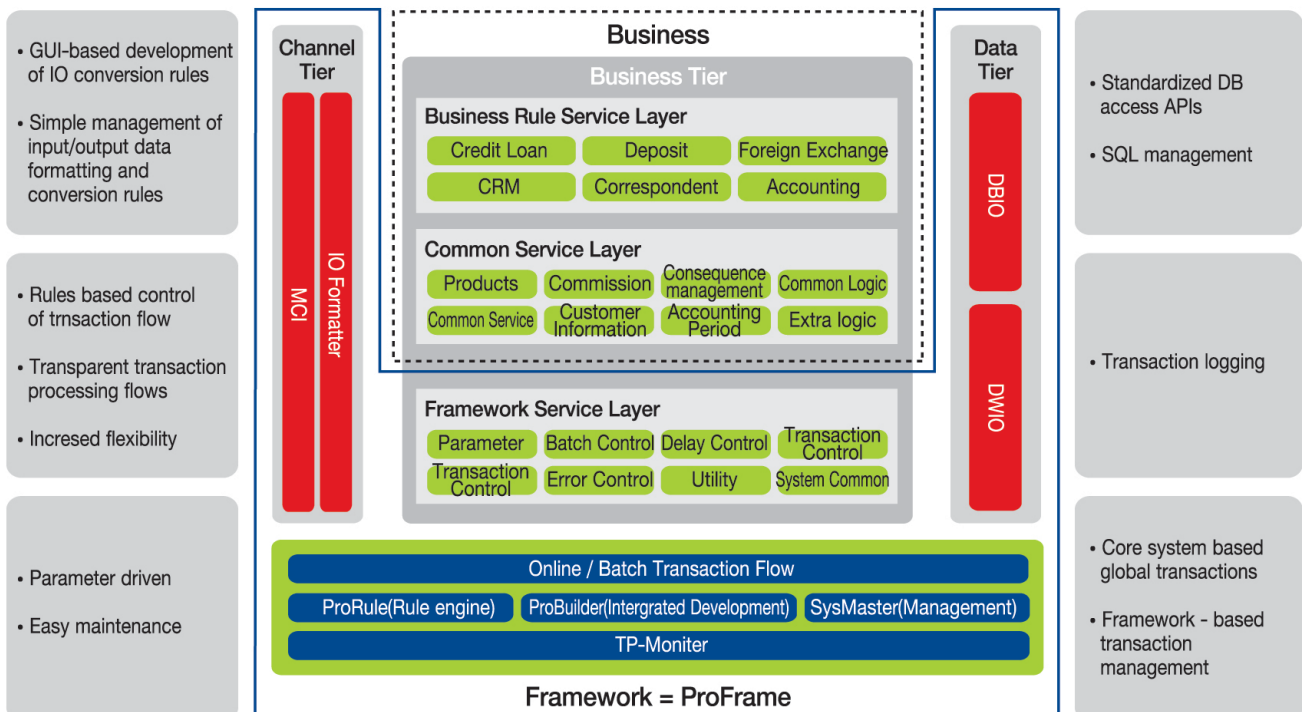 • GUI-based development
of IO conversion rules
• Simple management of
input/output data
formatting and
conversion rules
• Rules based control
of trnsaction flow
• Transparent transaction
processing flows
• Incresed flexibility
• Parameter driven
• Easy maintenance
Channel
Tier
MCI
IO Formatter
Business
Business Tier
Business Rule Service Layer
Credit Loan
Deposit
Foreign Exchange
CRM
Correspondent
Accounting
Common Service Layer
Products
Commission
Consequence
management
Common Logic
Common Service
Customer
Information
Accounting
Period
Extra logic
Framework Service Layer
Parameter
Batch Control
Delay Control
Transaction
Control
Transaction
Control
Error Control
Utility
System Common
Data
Tier
DBIO
DWIO
Online / Batch Transaction Flow
ProRule(Rule engine)
ProBuilder(Intergrated Development)
SysMaster(Management)
TP-Moniter
Framework = ProFrame
• Standardized DB
access APIs
• SQL management
• Transaction logging
• Core system based
global transactions
• Framework - based
transaction
management